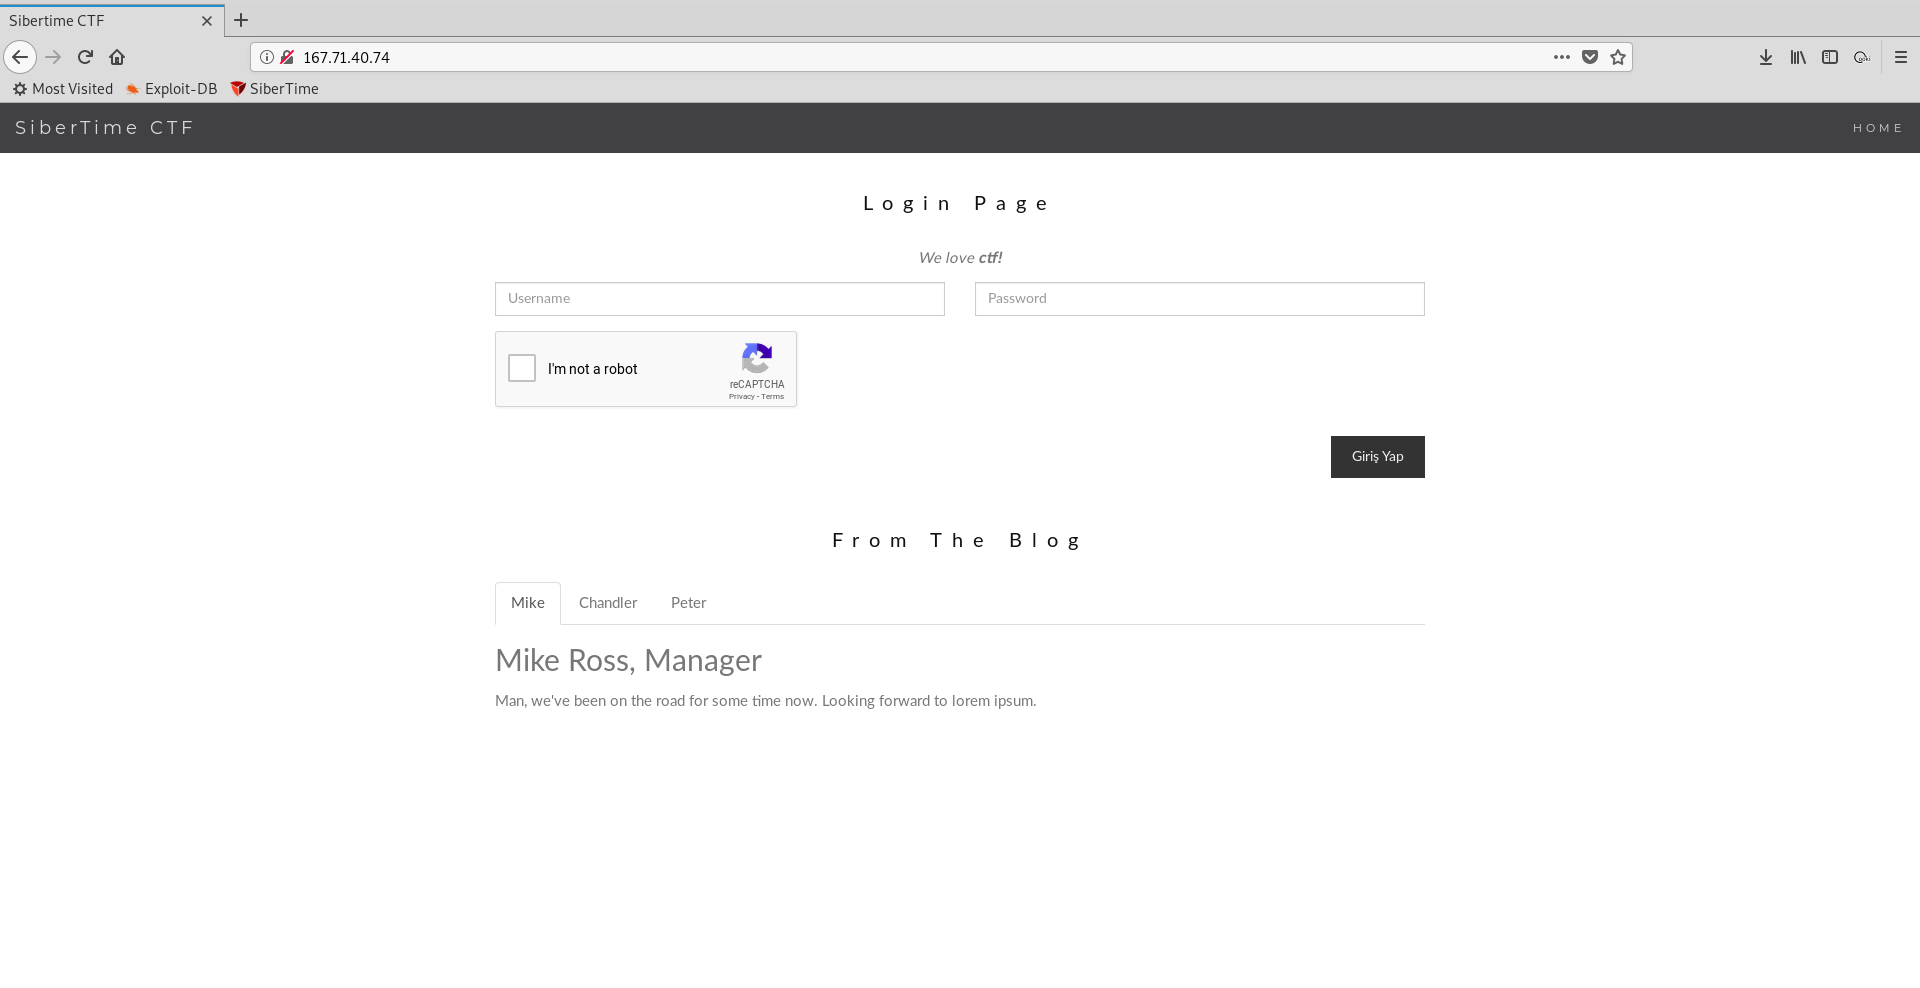 Sibertime CTF
167.71.40.74
Most Visited Exploit-DB SiberTime
SiberTime CTF HOME
Login Page
We love ctf!
Username Password
I'm not a robot
reCAPTCHA
Privacy - Terms
Giriş Yap
From The Blog
Mike Chandler Peter
Mike Ross, Manager
Man, we've been on the road for some time now. Looking forward to lorem ipsum.